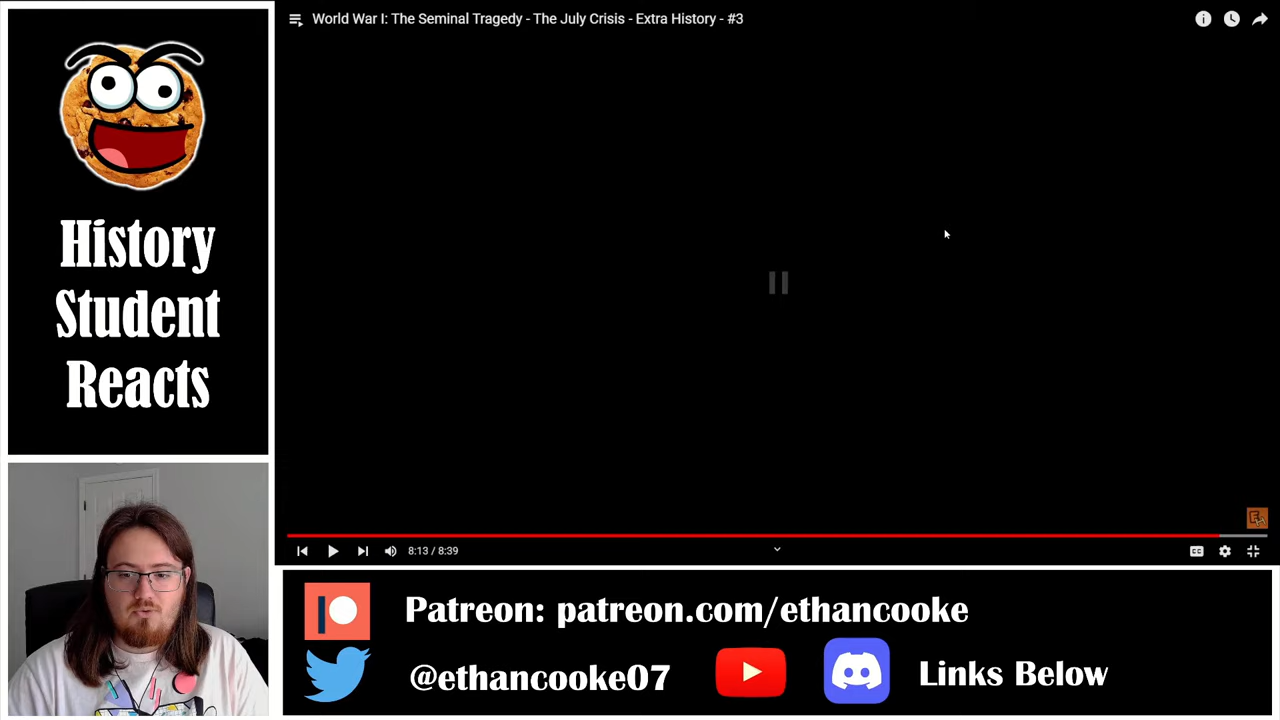 World War I: The Seminal Tragedy - The July Crisis - Extra History - #3
History
Student
Reacts
8:13 / 8:39
CC
Patreon: patreon.com/ethancooke
@ethancooke07
Links Below